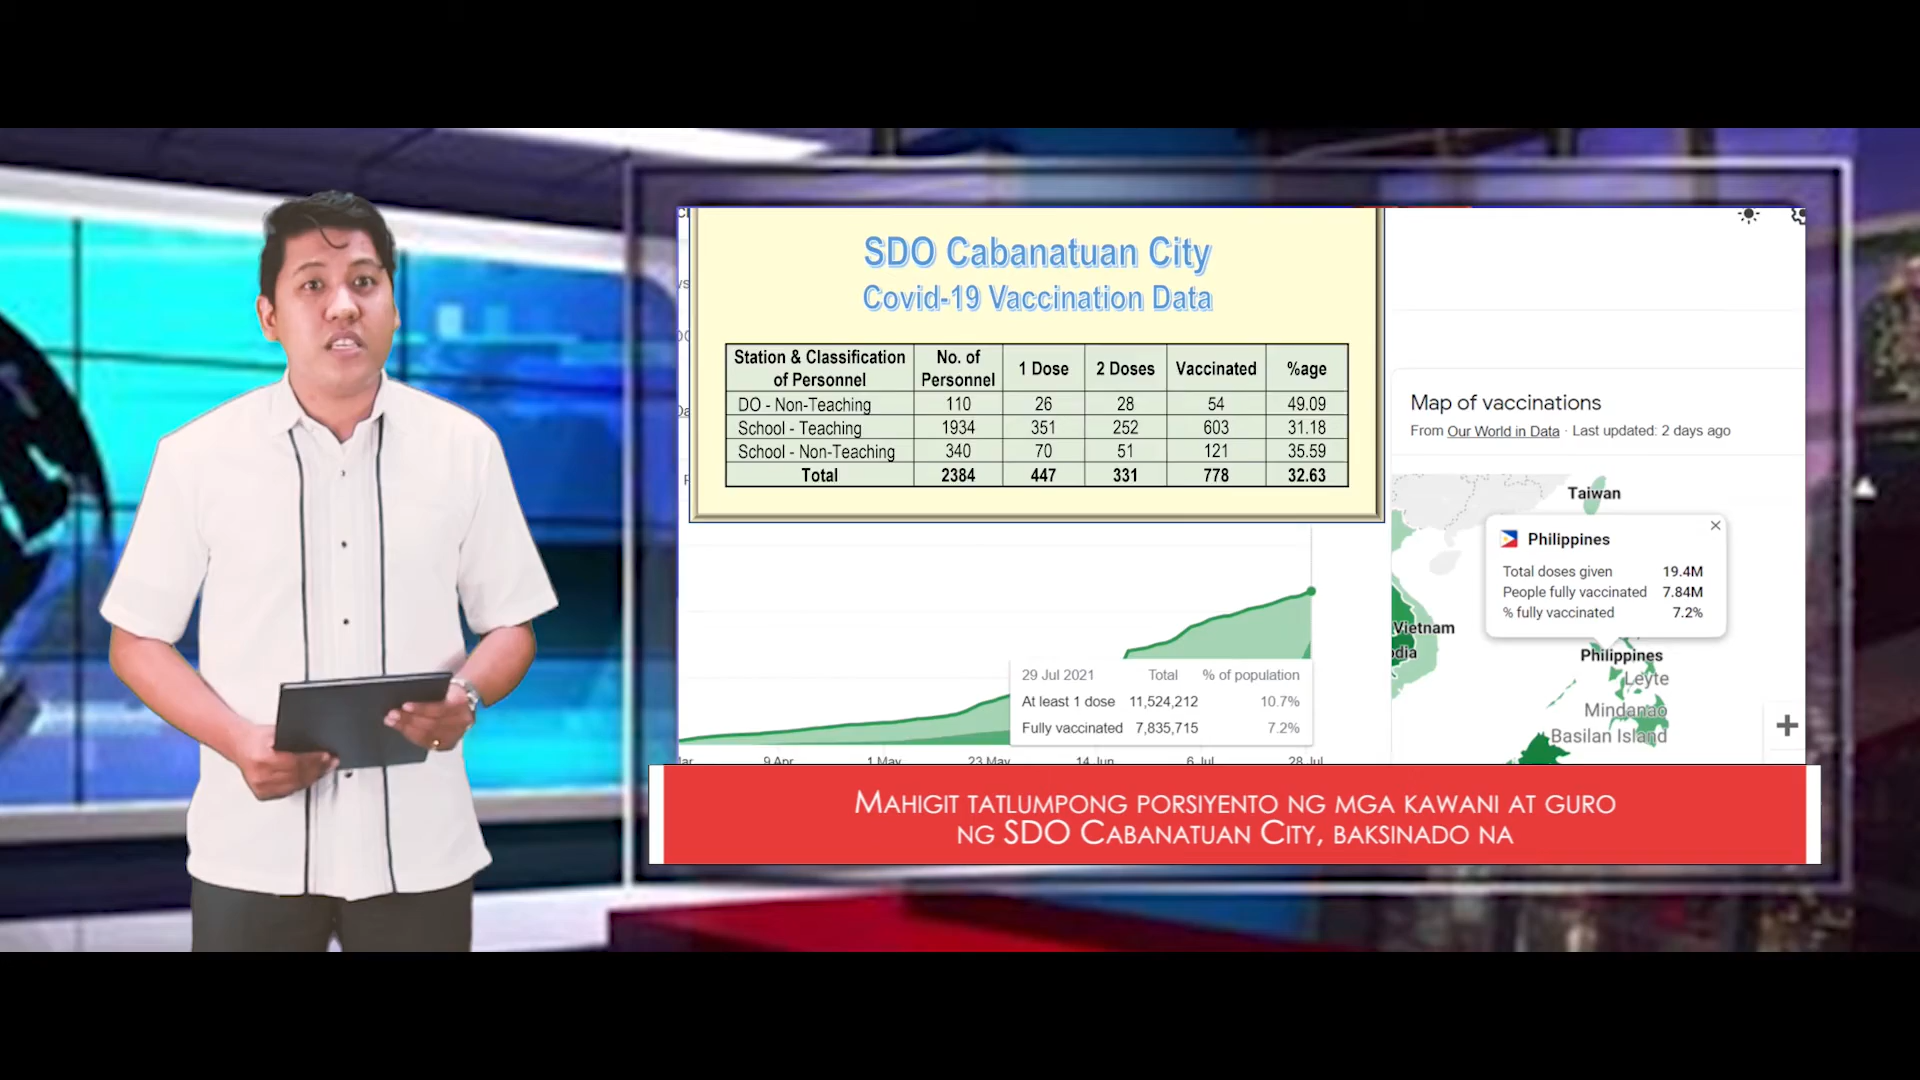 SDO Cabanatuan City
Covid-19 Vaccination Data
Station & Classification of Personnel No. of Personnel 1 Dose 2 Doses Vaccinated %age
DO - Non-Teaching 110 26 28 54 49.09
School - Teaching 1934 351 252 603 31.18
School - Non-Teaching 340 70 51 121 35.59
Total 2384 447 331 778 32.63
29 Jul 2021 Total % of population
At least 1 dose 11,524,212 10.7%
Fully vaccinated 7,835,715 7.2%
9 Apr 1 May 23 May 14 Jun 6 Jul 28 Jul
Map of vaccinations
From Our World in Data · Last updated: 2 days ago
Taiwan
Philippines
Total doses given 19.4M
People fully vaccinated 7.84M
% fully vaccinated 7.2%
Vietnam
Philippines
Leyte
Mindanao
Basilan Island
MAHIGIT TATLUMPONG PORSIYENTO NG MGA KAWANI AT GURO
NG SDO CABANATUAN CITY, BAKSINADO NA